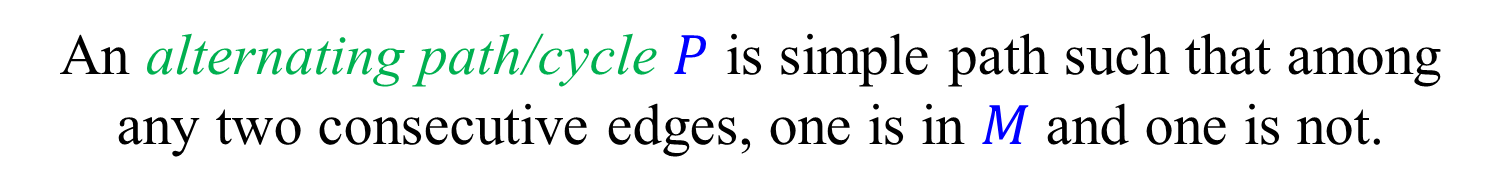 An alternating path/cycle P is simple path such that among
any two consecutive edges, one is in M and one is not.